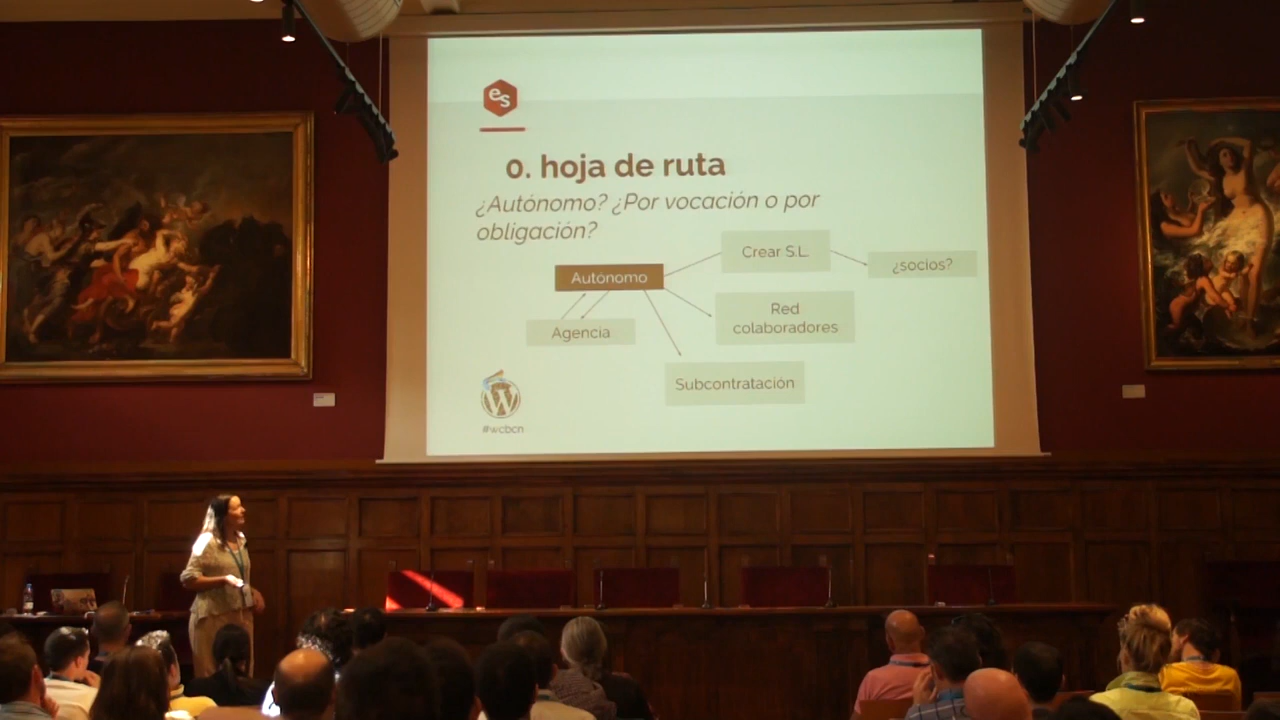 es
0. hoja de ruta
¿Autónomo? ¿Por vocación o por
obligación?
Crear S.L.
¿socios?
Autónomo
Red
colaboradores
Agencia
Subcontratación
W
#wcbcn